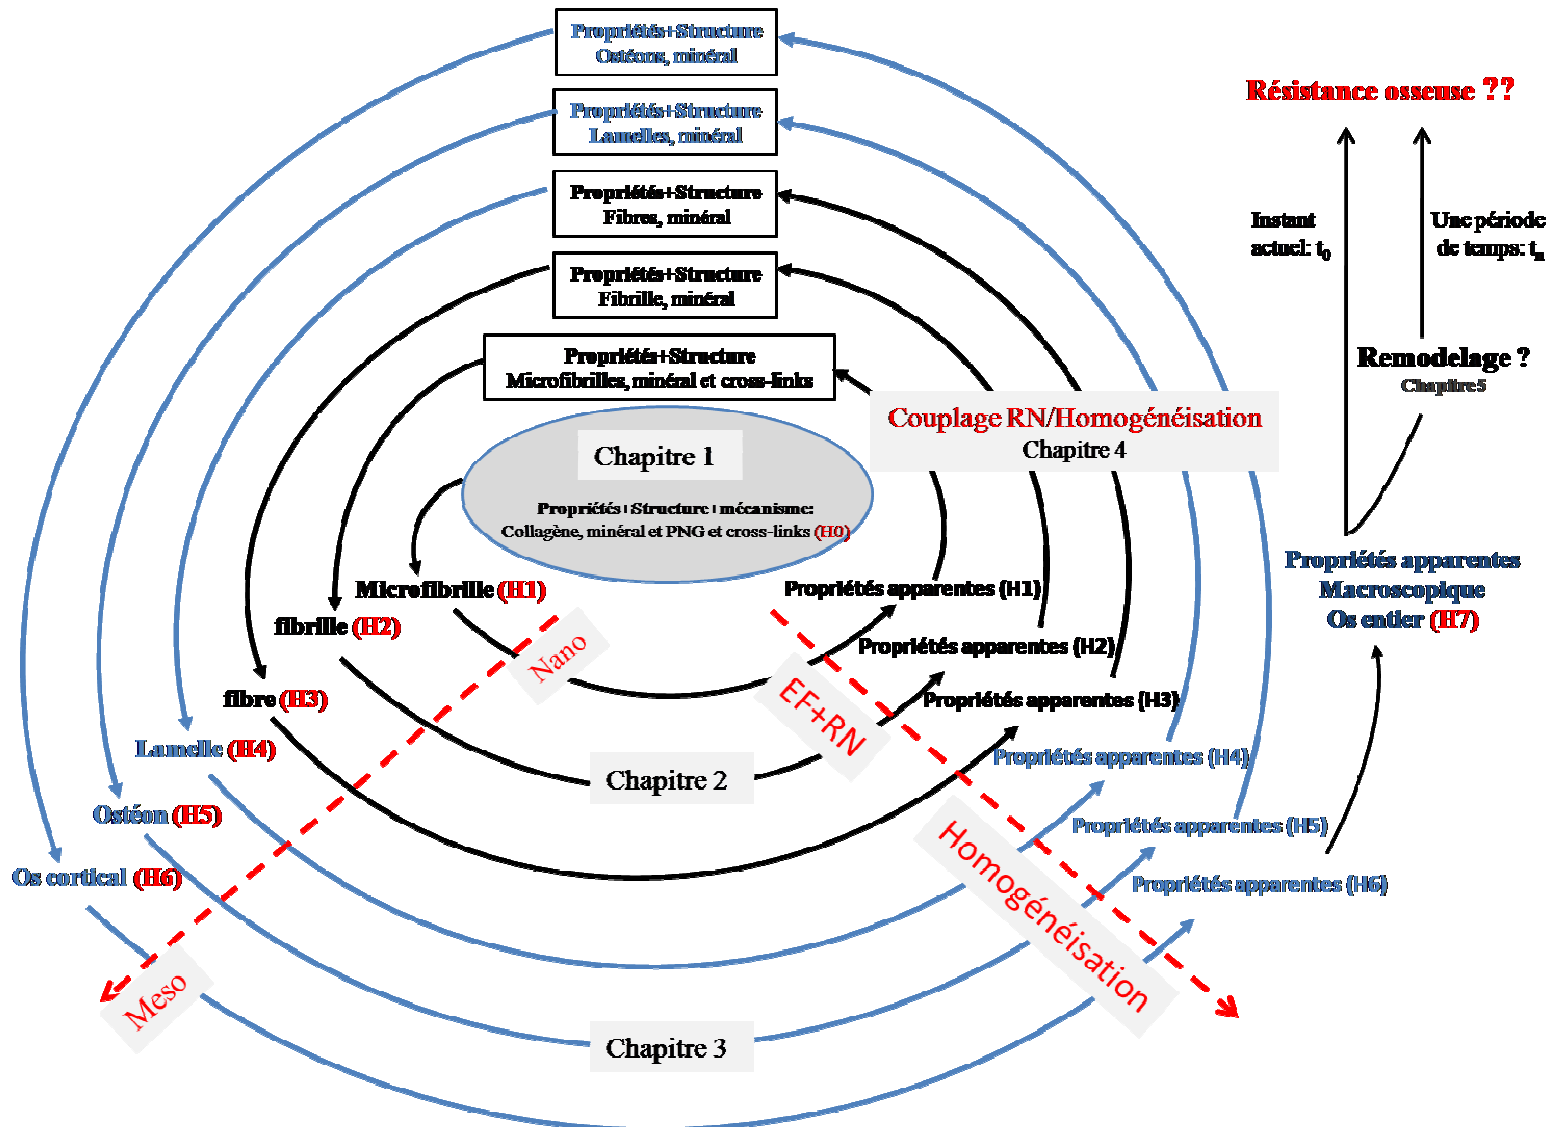 Propriétés+Structure
Ostéons, minéral
Propriétés+Structure
Lamelles, minéral
Propriétés+Structure
Fibres, minéral
Propriétés+Structure
Fibrille, minéral
Propriétés+Structure
Microfibrilles, minéral et cross-links
Couplage RN/Homogénéisation
Chapitre 4
Chapitre 1
Propriétés+Structure+mécanisme:
Collagène, minéral et PNG et cross-links (H0)
Microfibrille (H1)
fibrille (H2)
fibre (H3)
Lamelle (H4)
Ostéon (H5)
Os cortical (H6)
Nano
Meso
Chapitre 2
Chapitre 3
EF+RN
Homogénéisation
Propriétés apparentes (H1)
Propriétés apparentes (H2)
Propriétés apparentes (H3)
Propriétés apparentes (H4)
Propriétés apparentes (H5)
Propriétés apparentes (H6)
Résistance osseuse ??
Instant
actuel: t0
Une période
de temps: tn
Remodelage ?
Chapitre 5
Propriétés apparentes
Macroscopique
Os entier (H7)